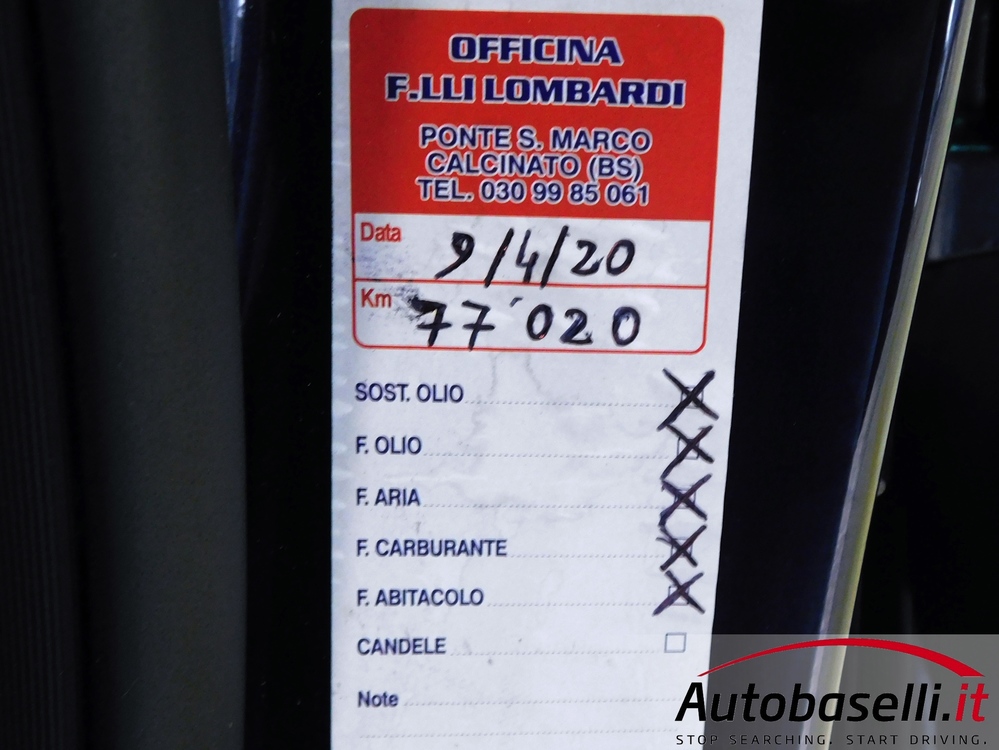 OFFICINA
F.LLI LOMBARDI
PONTE S. MARCO
CALCINATO (BS)
TEL. 030 99 85 061
Data 9/4/20
Km 77'020
SOST. OLIO
F. OLIO
F. ARIA
F. CARBURANTE
F. ABITACOLO
CANDELE
Note
Autobaselli.it
STOP SEARCHING. START DRIVING.